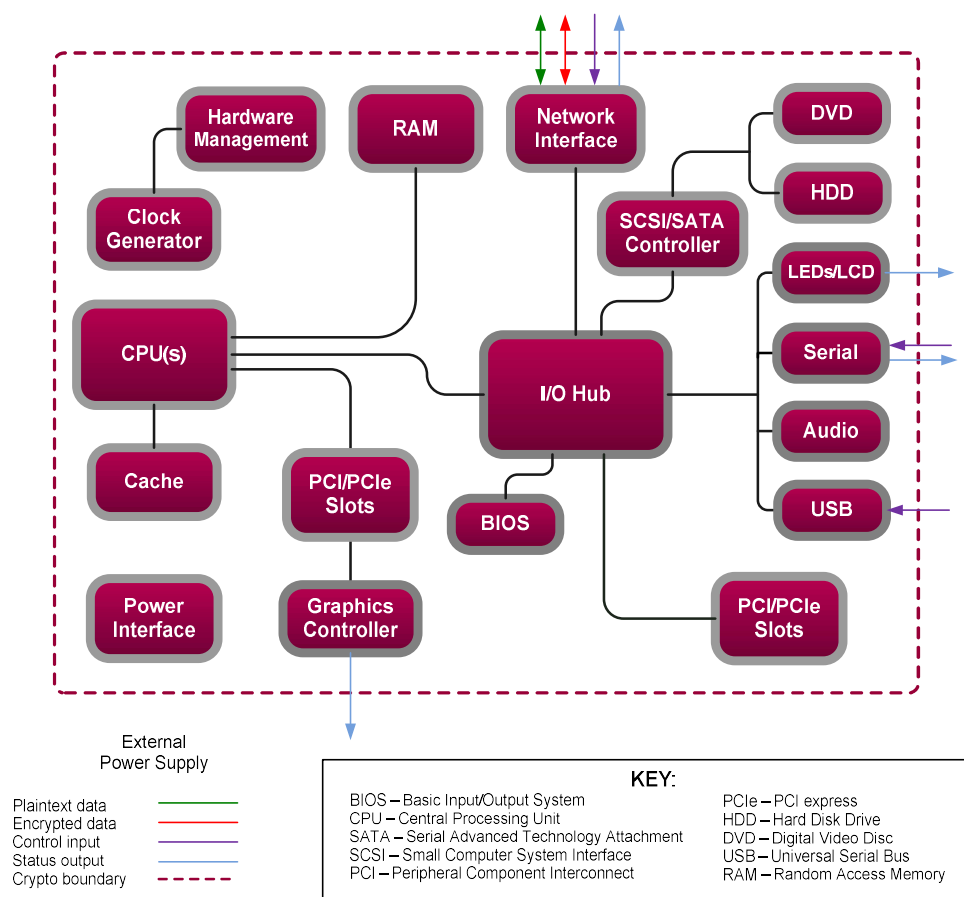 Hardware
Management
RAM
Network
Interface
DVD
HDD
Clock
Generator
SCSI/SATA
Controller
LEDs/LCD
CPU(s)
I/O Hub
Serial
Audio
Cache
PCI/PCIe
Slots
BIOS
USB
Power
Interface
Graphics
Controller
PCI/PCIe
Slots
External
Power Supply
Plaintext data
Encrypted data
Control input
Status output
Crypto boundary
KEY:
BIOS – Basic Input/Output System
CPU – Central Processing Unit
SATA – Serial Advanced Technology Attachment
SCSI – Small Computer System Interface
PCI – Peripheral Component Interconnect
PCIe – PCI express
HDD – Hard Disk Drive
DVD – Digital Video Disc
USB – Universal Serial Bus
RAM – Random Access Memory